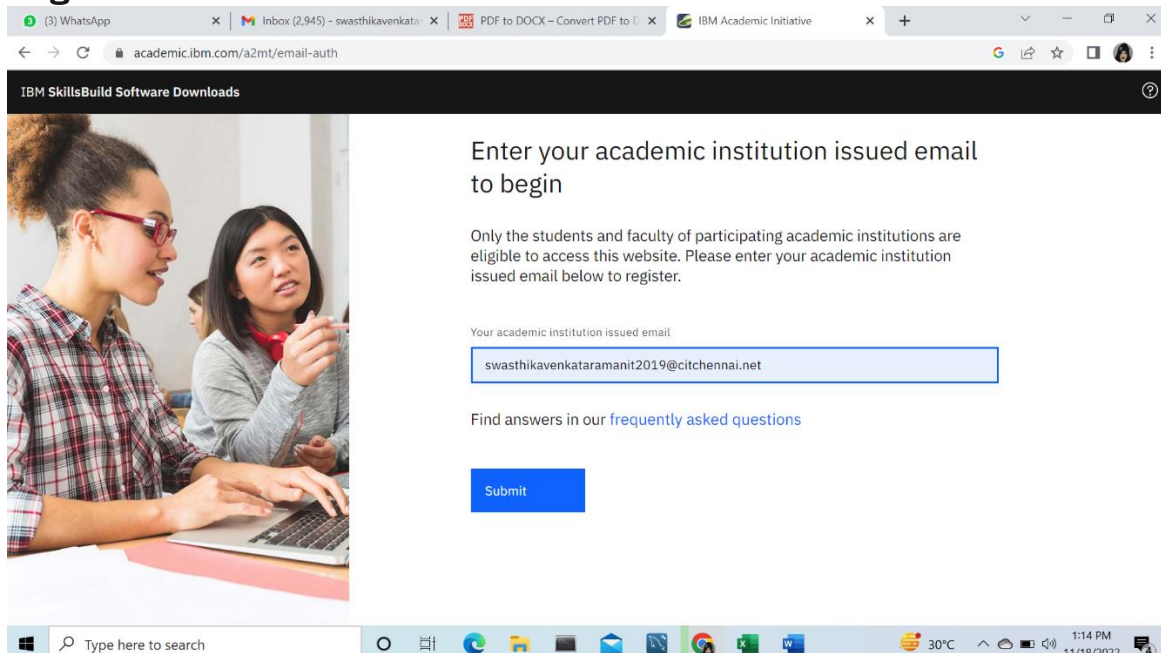 (3) WhatsApp
Inbox (2,945) - swasthikavenkata
PDF to DOCX – Convert PDF to D
IBM Academic Initiative
academic.ibm.com/a2mt/email-auth
IBM SkillsBuild Software Downloads
Enter your academic institution issued email
to begin
Only the students and faculty of participating academic institutions are
eligible to access this website. Please enter your academic institution
issued email below to register.
Your academic institution issued email
swasthikavenkataramanit2019@citchennai.net
Find answers in our frequently asked questions
Submit
Type here to search
30°C
1:14 PM